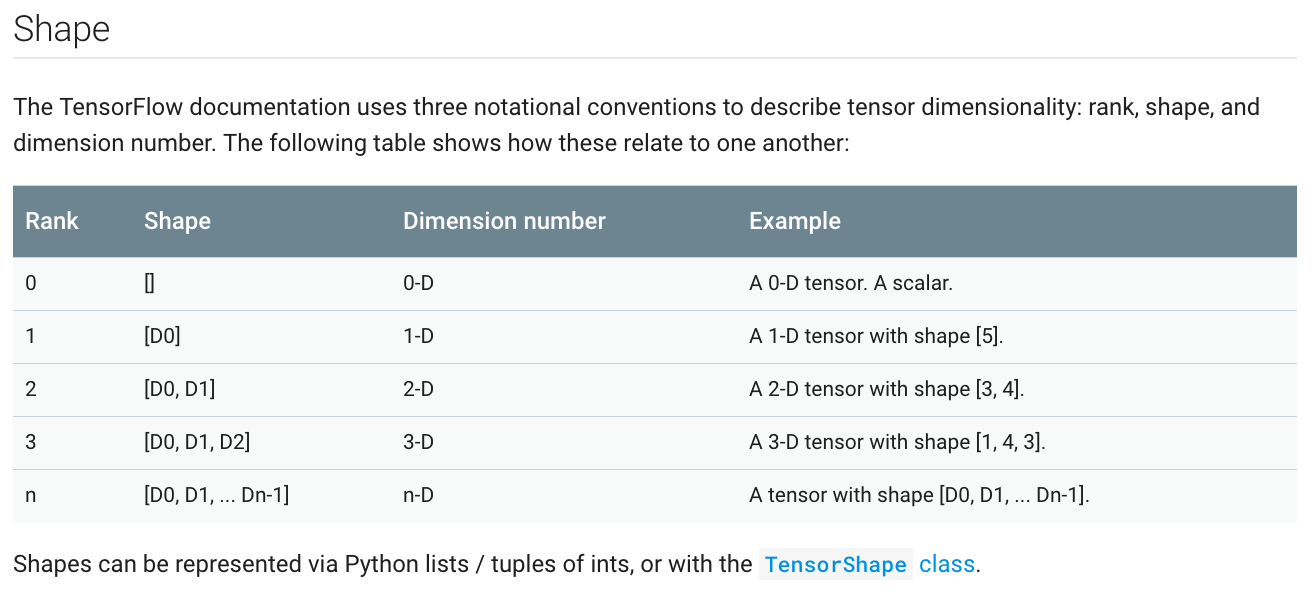 Shape
The TensorFlow documentation uses three notational conventions to describe tensor dimensionality: rank, shape, and
dimension number. The following table shows how these relate to one another:
Rank Shape Dimension number Example
0 [] 0-D A 0-D tensor. A scalar.
1 [D0] 1-D A 1-D tensor with shape [5].
2 [D0, D1] 2-D A 2-D tensor with shape [3, 4].
3 [D0, D1, D2] 3-D A 3-D tensor with shape [1, 4, 3].
n [D0, D1, ... Dn-1] n-D A tensor with shape [D0, D1, ... Dn-1].
Shapes can be represented via Python lists / tuples of ints, or with the TensorShape class.